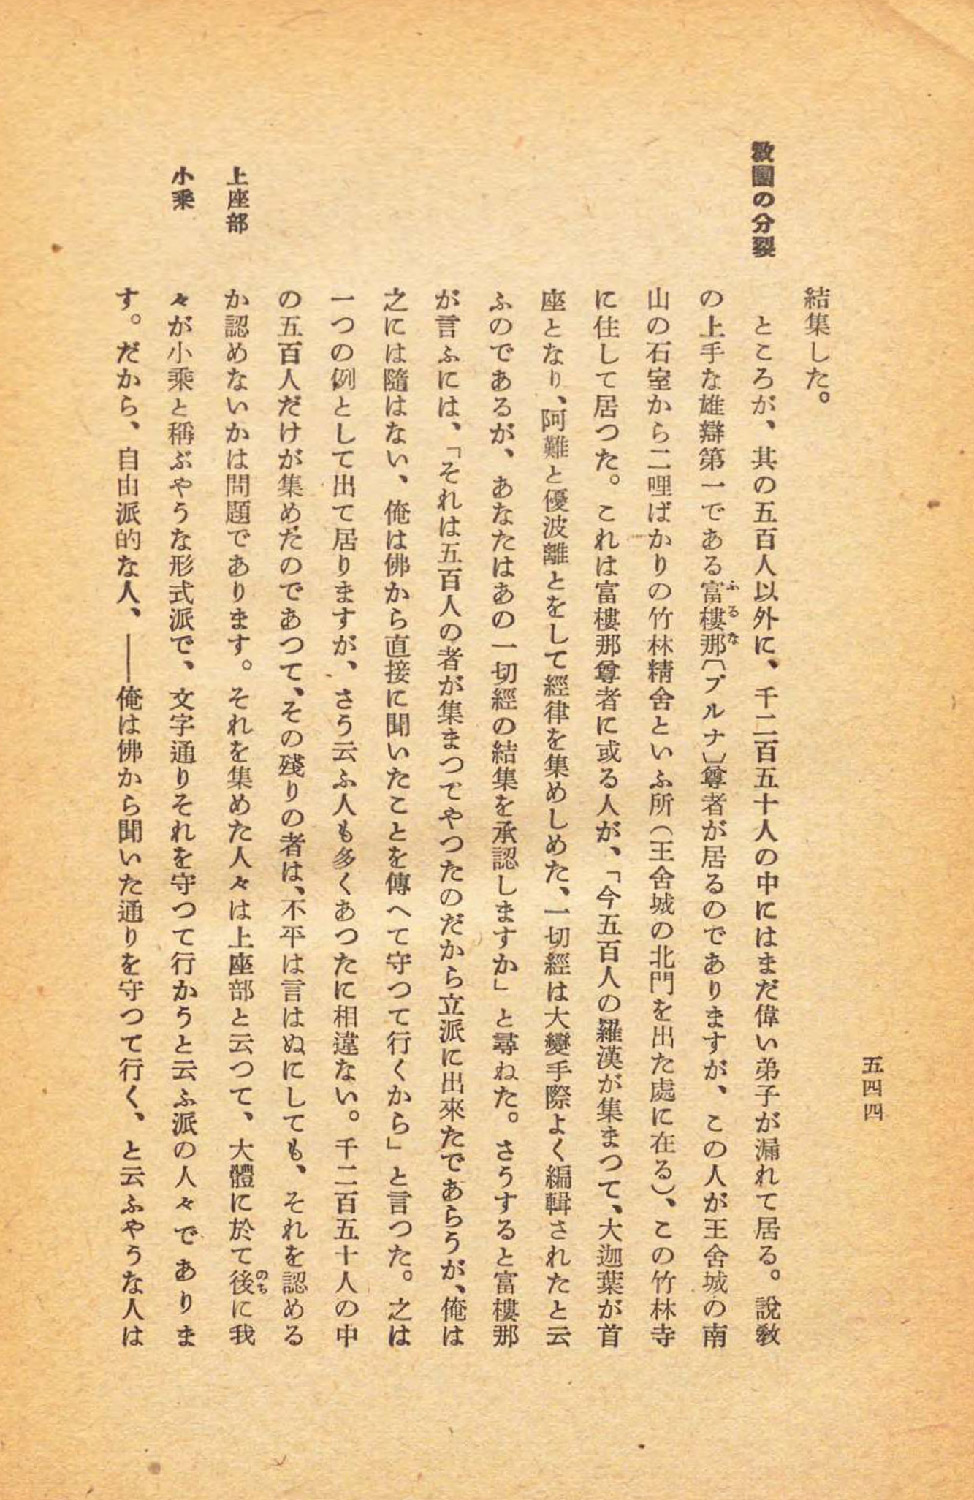 五四四
結集した。
教團の分裂
ところが、其の五百人以外に、千二百五十人の中にはまだ偉い弟子が漏れて居る。說敎
の上手な雄辯第一である富樓那〔プルナ〕尊者が居るのでありますが、この人が王舍城の南
ふるな
山の石室から二哩ばかりの竹林精舍といふ所（王舍城の北門を出た處に在る）、この竹林寺
に住して居つた。これは富樓那尊者に或る人が、「今五百人の羅漢が集まつて、大迦葉が首
座となり、阿難と優波離とをして經律を集めしめた、一切經は大變手際よく編輯されたと云
ふのであるが、あなたはあの一切經の結集を承認しますか」と尋ねた。さうすると富樓那
が言ふには、「それは五百人の者が集まつてやつたのだから立派に出來たであらうが、俺は
之には隨はない、俺は佛から直接に聞いたことを傳へて守つて行くから」と言つた。之は
一つの例として出て居りますが、さう云ふ人も多くあつたに相違ない。千二百五十人の中
の五百人だけが集めたのであつて、その殘りの者は、不平は言はぬにしても、それを認める
上座部
か認めないかは問題であります。それを集めた人々は上座部と云つて、大體に於て後に我
のち
小乘
々が小乘と稱ぶやうな形式派で、文字通りそれを守つて行かうと云ふ派の人々でありま
す。だから、自由派的な人、――俺は佛から聞いた通りを守つて行く、と云ふやうな人は